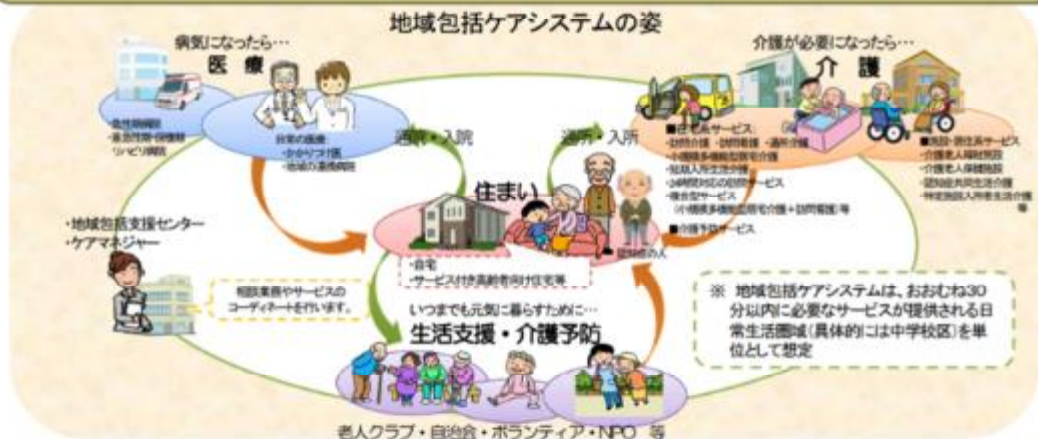 地域包括ケアシステムの姿
病気になったら…
医 療
介護が必要になったら…
介 護
・急性期病院
・亜急性期・回復期
リハビリ病院
日常の医療
・かかりつけ医
・地域の連携病院
通院・入院
通所・入所
■在宅系サービス
・訪問介護 ・訪問看護 ・通所介護
・小規模多機能型居宅介護
・短期入所生活介護
・24時間対応の訪問サービス
・複合型サービス
(小規模多機能型居宅介護+訪問看護)等
■介護予防サービス
■施設・居住系サービス
・介護老人福祉施設
・介護老人保健施設
・認知症共同生活介護
・特定施設入所者生活介護
等
住まい
認知症の人
・自宅
・サービス付き高齢者向け住宅等
・地域包括支援センター
・ケアマネジャー
相談業務やサービスの
コーディネートを行います。
いつまでも元気に暮らすために…
生活支援・介護予防
老人クラブ・自治会・ボランティア・NPO 等
※ 地域包括ケアシステムは、おおむね30
分以内に必要なサービスが提供される日
常生活圏域(具体的には中学校区)を単
位として想定